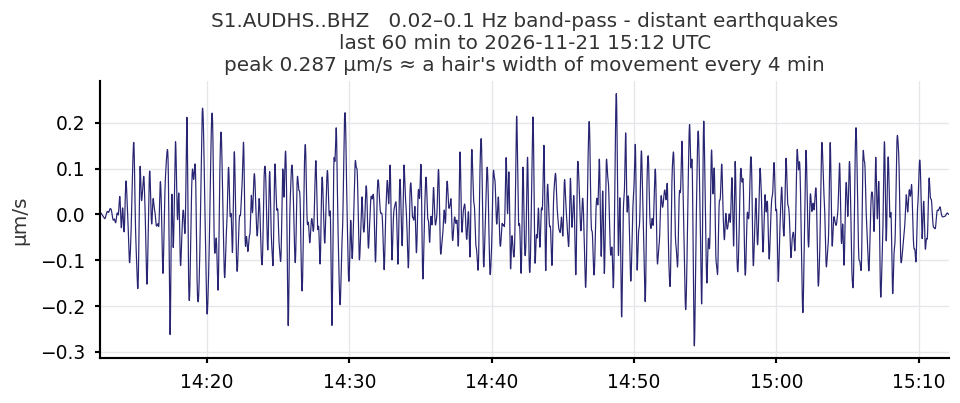 S1.AUDHS..BHZ   0.02–0.1 Hz band-pass - distant earthquakes
last 60 min to 2026-11-21 15:12 UTC
peak 0.287 µm/s ≈ a hair's width of movement every 4 min
0.2
0.1
0.0
−0.1
−0.2
−0.3
µm/s
14:20 14:30 14:40 14:50 15:00 15:10